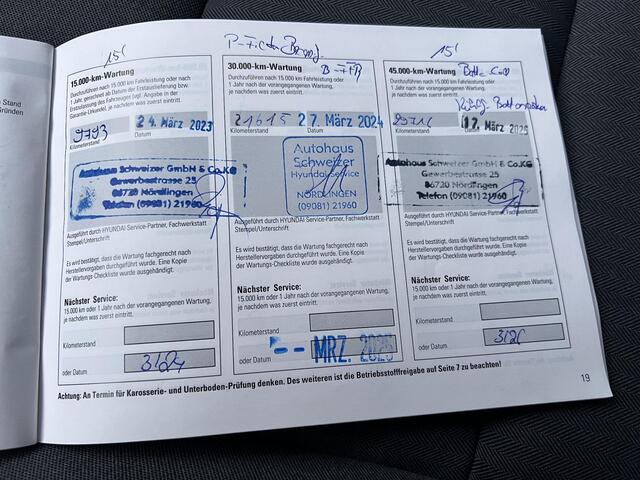 Stand
Gründen
15'
15.000-km-Wartung
Durchzuführen nach 15.000 km Fahrleistung oder nach
1 Jahr, gerechnet ab Datum der Erstauslieferung bzw.
Erstzulassung des Fahrzeugs (vgl. Angabe in der
Garantie-Urkunde), je nachdem was zuerst eintritt.
9793
24. März 2023
Kilometerstand
Datum
Autohaus Schweizer GmbH & Co.KG
Gewerbestrasse 25
86720 Nördlingen
Telefon (09081) 21960
Ausgeführt durch HYUNDAI Service-Partner, Fachwerkstatt
Stempel/Unterschrift
Es wird bestätigt, dass die Wartung fachgerecht nach
Herstellervorgaben durchgeführt wurde. Eine Kopie
der Wartungs-Checkliste wurde ausgehändigt.
Nächster Service:
15.000 km oder 1 Jahr nach der vorangegangenen Wartung,
je nachdem was zuerst eintritt.
Kilometerstand
oder Datum
3/24
30.000-km-Wartung
Durchzuführen nach 15.000 km Fahrleistung oder
1 Jahr nach der vorangegangenen Wartung,
je nachdem was zuerst eintritt.
21615
27. März 2024
Kilometerstand
Datum
Autohaus
Schweizer
Hyundai-Service
NÖRDLINGEN
(09081) 21960
Ausgeführt durch HYUNDAI Service-Partner, Fachwerkstatt
Stempel/Unterschrift
Es wird bestätigt, dass die Wartung fachgerecht nach
Herstellervorgaben durchgeführt wurde. Eine Kopie
der Wartungs-Checkliste wurde ausgehändigt.
Nächster Service:
15.000 km oder 1 Jahr nach der vorangegangenen Wartung,
je nachdem was zuerst eintritt.
Kilometerstand
oder Datum
MRZ. 2025
15'
45.000-km-Wartung
Durchzuführen nach 15.000 km Fahrleistung oder
1 Jahr nach der vorangegangenen Wartung,
je nachdem was zuerst eintritt.
17. März 2025
Kilometerstand
Datum
Autohaus Schweizer GmbH & Co.KG
Gewerbestrasse 25
86720 Nördlingen
Telefon (09081) 21960
Ausgeführt durch HYUNDAI Service-Partner, Fachwerkstatt
Stempel/Unterschrift
Es wird bestätigt, dass die Wartung fachgerecht nach
Herstellervorgaben durchgeführt wurde. Eine Kopie
der Wartungs-Checkliste wurde ausgehändigt.
Nächster Service:
15.000 km oder 1 Jahr nach der vorangegangenen Wartung,
je nachdem was zuerst eintritt.
Kilometerstand
oder Datum
3/26
Achtung: An Termin für Karosserie- und Unterboden-Prüfung denken. Des weiteren ist die Betriebsstofffreigabe auf Seite 7 zu beachten!
19